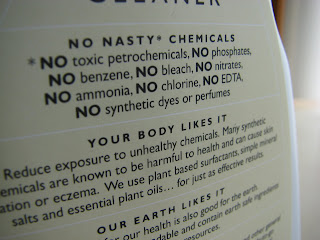 CLEANER
NO NASTY* CHEMICALS
*NO toxic petrochemicals, NO phosphates,
NO benzene, NO bleach, NO nitrates,
NO ammonia, NO chlorine, NO EDTA,
NO synthetic dyes or perfumes
YOUR BODY LIKES IT
Reduce exposure to unhealthy chemicals. Many synthetic
emicals are known to be harmful to health and can cause skin
ation or eczema. We use plant based surfactants, simple mineral
salts and essential plant oils... for just as effective results.
OUR EARTH LIKES IT
for our health is also good for the earth.
dable and contain earth safe ingredients
resources.